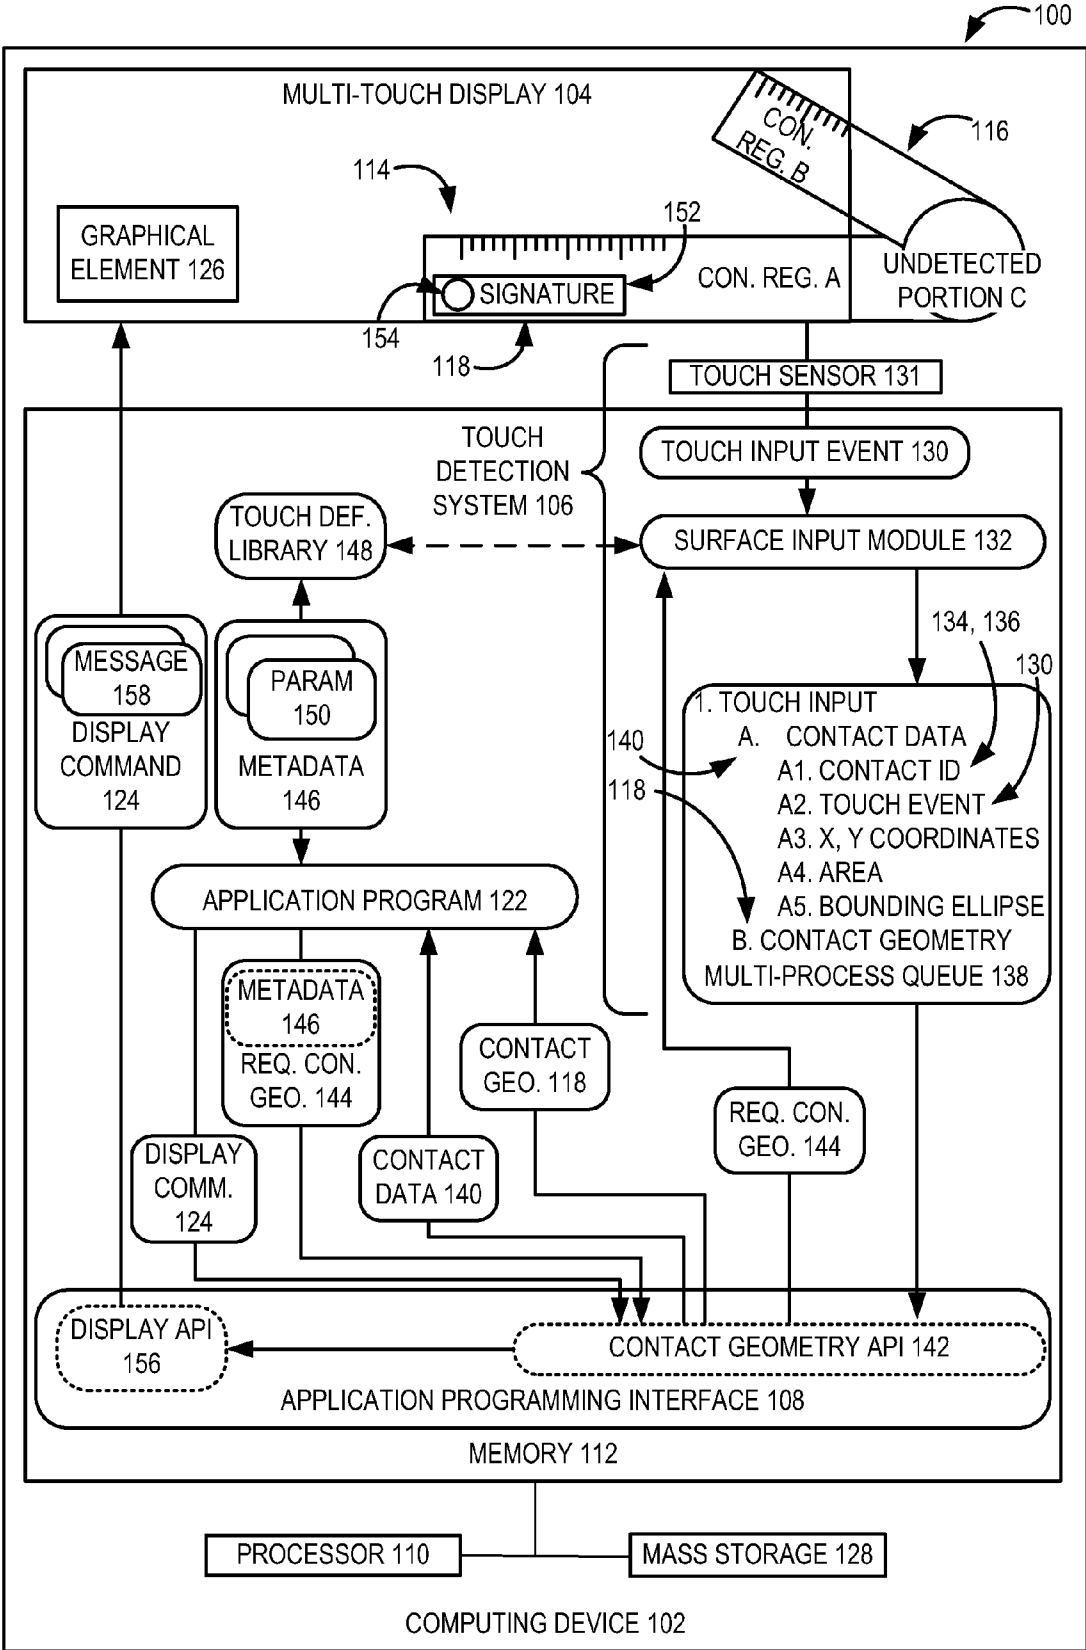 100
MULTI-TOUCH DISPLAY 104
CON.
REG. B
116
114
152
GRAPHICAL
ELEMENT 126
SIGNATURE
CON. REG. A
UNDETECTED
PORTION C
154
118
TOUCH SENSOR 131
TOUCH
DETECTION
SYSTEM 106
TOUCH INPUT EVENT 130
TOUCH DEF.
LIBRARY 148
SURFACE INPUT MODULE 132
134, 136
130
MESSAGE
158
DISPLAY
COMMAND
124
PARAM
150
METADATA
146
140
118
1. TOUCH INPUT
A. CONTACT DATA
A1. CONTACT ID
A2. TOUCH EVENT
A3. X, Y COORDINATES
A4. AREA
A5. BOUNDING ELLIPSE
B. CONTACT GEOMETRY
MULTI-PROCESS QUEUE 138
APPLICATION PROGRAM 122
METADATA
146
REQ. CON.
GEO. 144
CONTACT
GEO. 118
REQ. CON.
GEO. 144
DISPLAY
COMM.
124
CONTACT
DATA 140
DISPLAY API
156
CONTACT GEOMETRY API 142
APPLICATION PROGRAMMING INTERFACE 108
MEMORY 112
PROCESSOR 110
MASS STORAGE 128
COMPUTING DEVICE 102